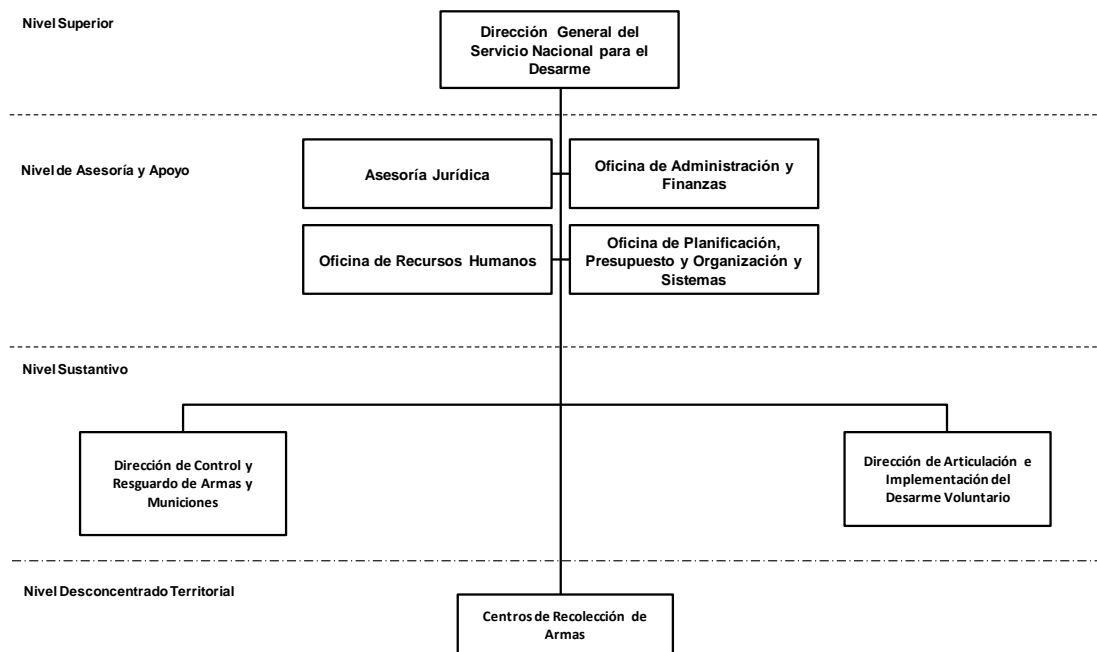 Nivel Superior
Dirección General del
Servicio Nacional para el
Desarme
Nivel de Asesoría y Apoyo
Asesoría Jurídica
Oficina de Administración y
Finanzas
Oficina de Recursos Humanos
Oficina de Planificación,
Presupuesto y Organización y
Sistemas
Nivel Sustantivo
Dirección de Control y
Resguardo de Armas y
Municiones
Dirección de Articulación e
Implementación del
Desarme Voluntario
Nivel Desconcentrado Territorial
Centros de Recolección de
Armas